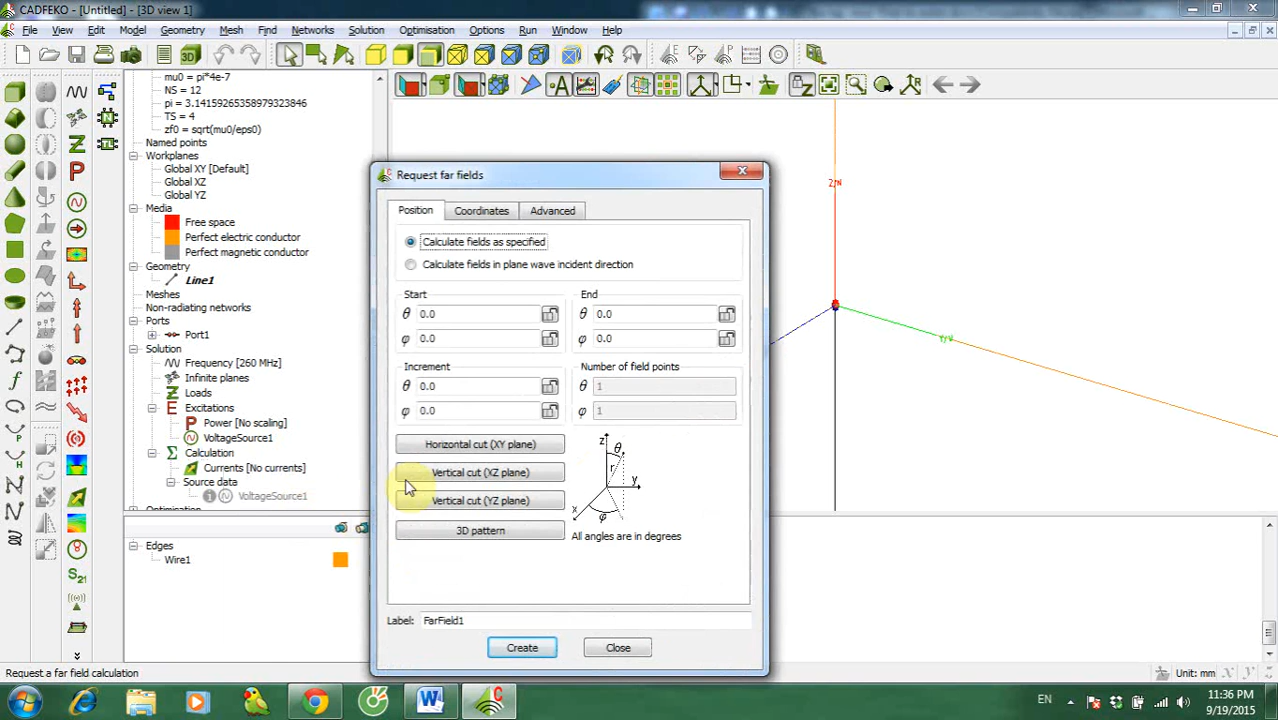 CADFEKO - [Untitled] - [3D view 1]
File View Edit Model Geometry Mesh Find Networks Solution Optimisation Options Run Window Help
mu0 = pi*4e-7
NS = 12
pi = 3.14159265358979323846
TS = 4
zf0 = sqrt(mu0/eps0)
Named points
Workplanes
Global XY [Default]
Global XZ
Global YZ
Media
Free space
Perfect electric conductor
Perfect magnetic conductor
Geometry
Line1
Meshes
Non-radiating networks
Ports
Port1
Solution
Frequency [260 MHz]
Infinite planes
Loads
Excitations
Power [No scaling]
VoltageSource1
Calculation
Currents [No currents]
Source data
VoltageSource1
Optimisation
Edges
Wire1
Request far fields
Position Coordinates Advanced
Calculate fields as specified
Calculate fields in plane wave incident direction
Start End
θ 0.0 θ 0.0
φ 0.0 φ 0.0
Increment Number of field points
θ 0.0 θ 1
φ 0.0 φ 1
Horizontal cut (XY plane)
Vertical cut (XZ plane)
Vertical cut (YZ plane)
3D pattern
z θ
r
y
x
φ
All angles are in degrees
Label: FarField1
Create Close
Z/N
Y/V
S21
Request a far field calculation
Unit: mm
EN
11:36 PM
9/19/2015